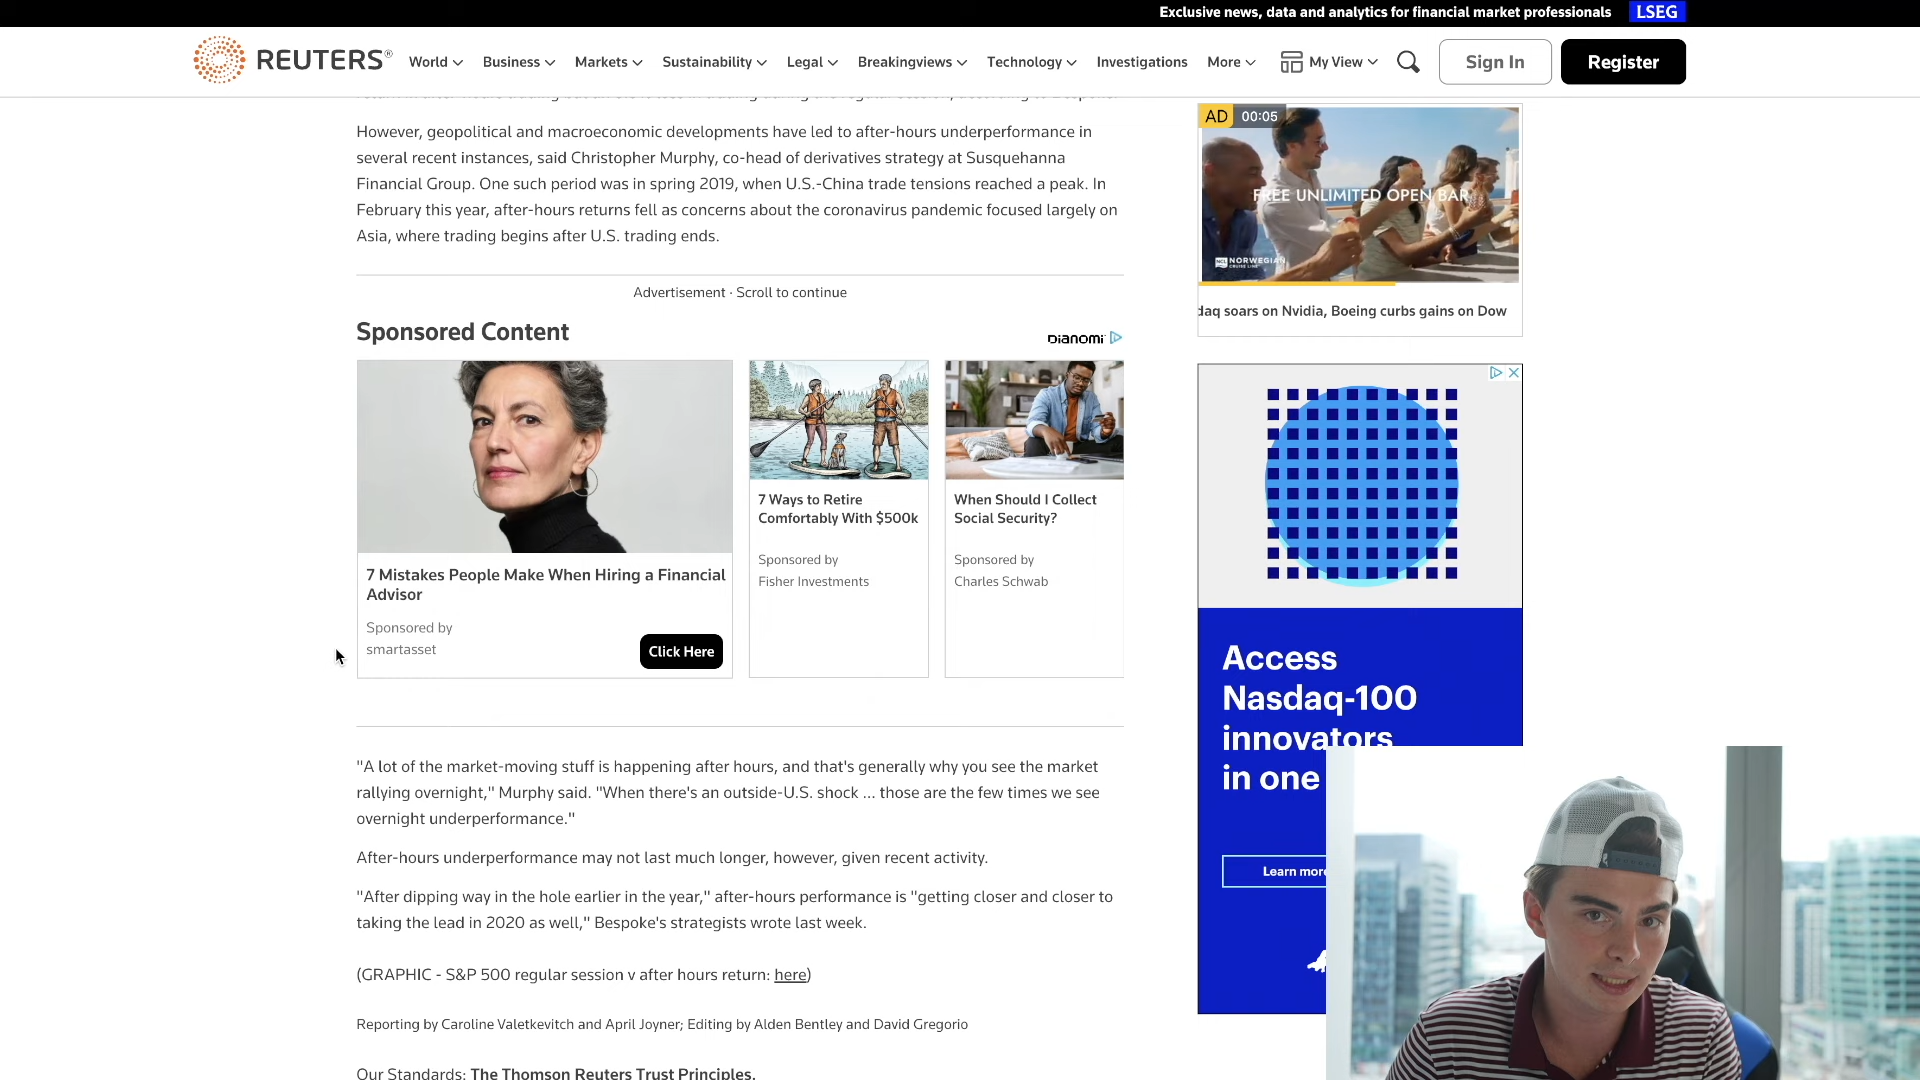 Exclusive news, data and analytics for financial market professionals
LSEG
REUTERS®
World
Business
Markets
Sustainability
Legal
Breakingviews
Technology
Investigations
More
My View
Sign In
Register
However, geopolitical and macroeconomic developments have led to after-hours underperformance in
several recent instances, said Christopher Murphy, co-head of derivatives strategy at Susquehanna
Financial Group. One such period was in spring 2019, when U.S.-China trade tensions reached a peak. In
February this year, after-hours returns fell as concerns about the coronavirus pandemic focused largely on
Asia, where trading begins after U.S. trading ends.
Advertisement · Scroll to continue
Sponsored Content
DIANOMI
7 Mistakes People Make When Hiring a Financial
Advisor
Sponsored by
smartasset
Click Here
7 Ways to Retire
Comfortably With $500k
Sponsored by
Fisher Investments
When Should I Collect
Social Security?
Sponsored by
Charles Schwab
"A lot of the market-moving stuff is happening after hours, and that's generally why you see the market
rallying overnight," Murphy said. "When there's an outside-U.S. shock ... those are the few times we see
overnight underperformance."
After-hours underperformance may not last much longer, however, given recent activity.
"After dipping way in the hole earlier in the year," after-hours performance is "getting closer and closer to
taking the lead in 2020 as well," Bespoke's strategists wrote last week.
(GRAPHIC - S&P 500 regular session v after hours return: here)
Reporting by Caroline Valetkevitch and April Joyner; Editing by Alden Bentley and David Gregorio
Our Standards: The Thomson Reuters Trust Principles.
AD 00:05
FREE UNLIMITED OPEN BAR
NCL NORWEGIAN
CRUISE LINE
daq soars on Nvidia, Boeing curbs gains on Dow
Access
Nasdaq-100
innovators
in one
Learn more